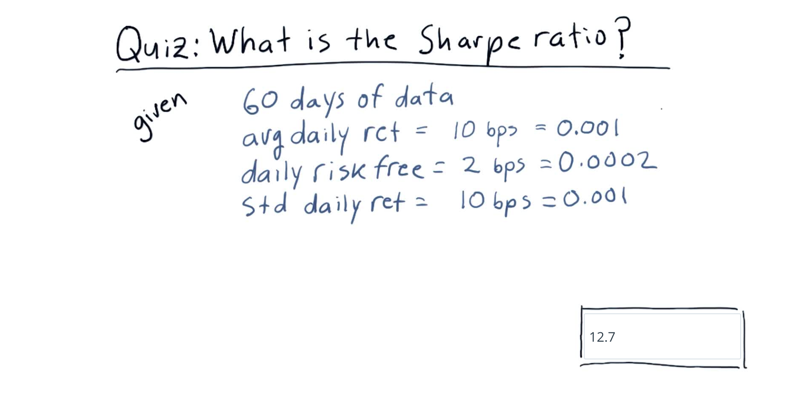 Quiz: What is the Sharpe ratio?
given
60 days of data
avg daily ret = 10 bps = 0.001
daily risk free = 2 bps = 0.0002
std daily ret = 10 bps = 0.001
12.7